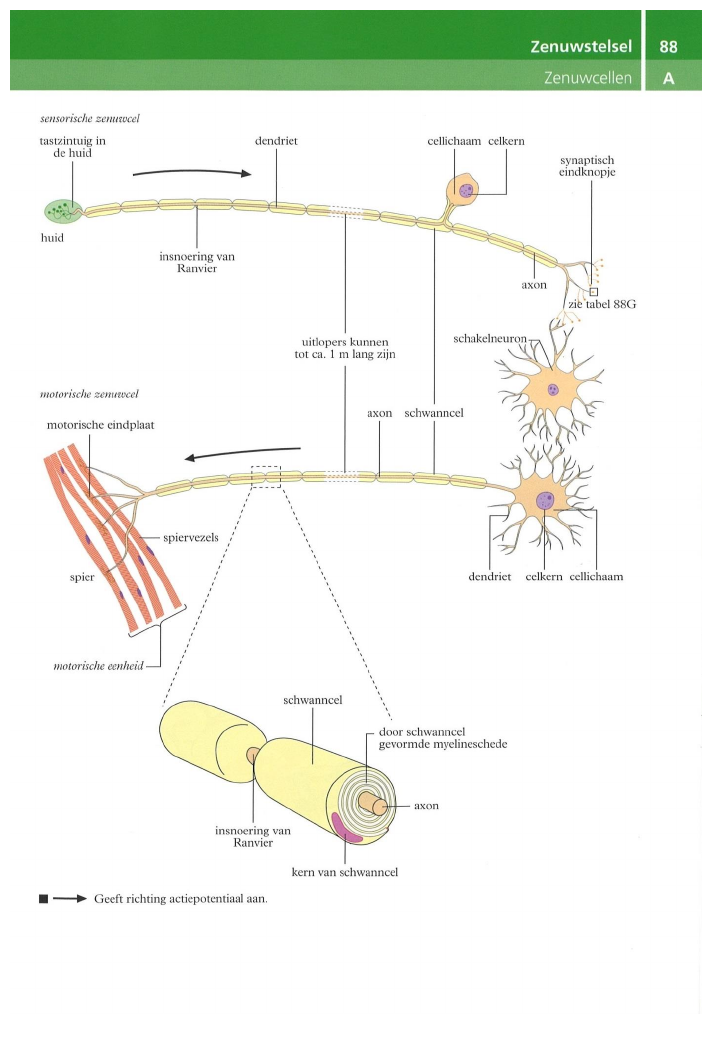 Zenuwstelsel 88
Zenuwcellen A
sensorische zenuwcel
tastzintuig in
de huid
dendriet
cellichaam celkern
synaptisch
eindknopje
huid
insnoering van
Ranvier
axon
zie tabel 88G
uitlopers kunnen
tot ca. 1 m lang zijn
schakelneuron
motorische zenuwcel
motorische eindplaat
axon schwanncel
spiervezels
spier
dendriet celkern cellichaam
motorische eenheid
schwanncel
door schwanncel
gevormde myelineschede
axon
insnoering van
Ranvier
kern van schwanncel
Geeft richting actiepotentiaal aan.